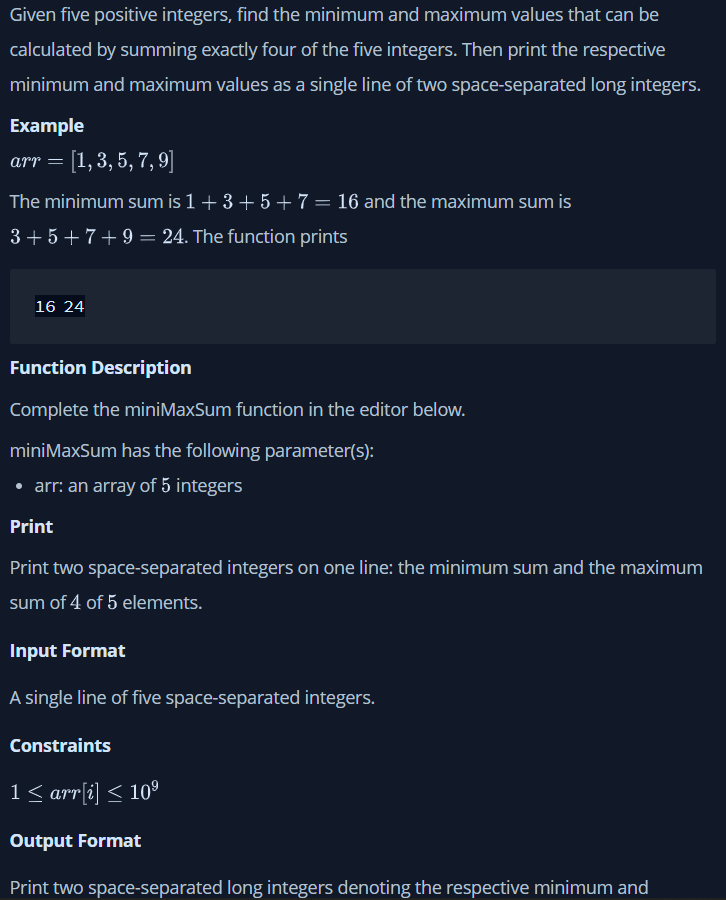 Given five positive integers, find the minimum and maximum values that can be
calculated by summing exactly four of the five integers. Then print the respective
minimum and maximum values as a single line of two space-separated long integers.
Example
arr = [1, 3, 5, 7, 9]
The minimum sum is 1 + 3 + 5 + 7 = 16 and the maximum sum is
3 + 5 + 7 + 9 = 24. The function prints
16 24
Function Description
Complete the miniMaxSum function in the editor below.
miniMaxSum has the following parameter(s):
• arr: an array of 5 integers
Print
Print two space-separated integers on one line: the minimum sum and the maximum
sum of 4 of 5 elements.
Input Format
A single line of five space-separated integers.
Constraints
1 ≤ arr[i] ≤ 10⁹
Output Format
Print two space-separated long integers denoting the respective minimum and